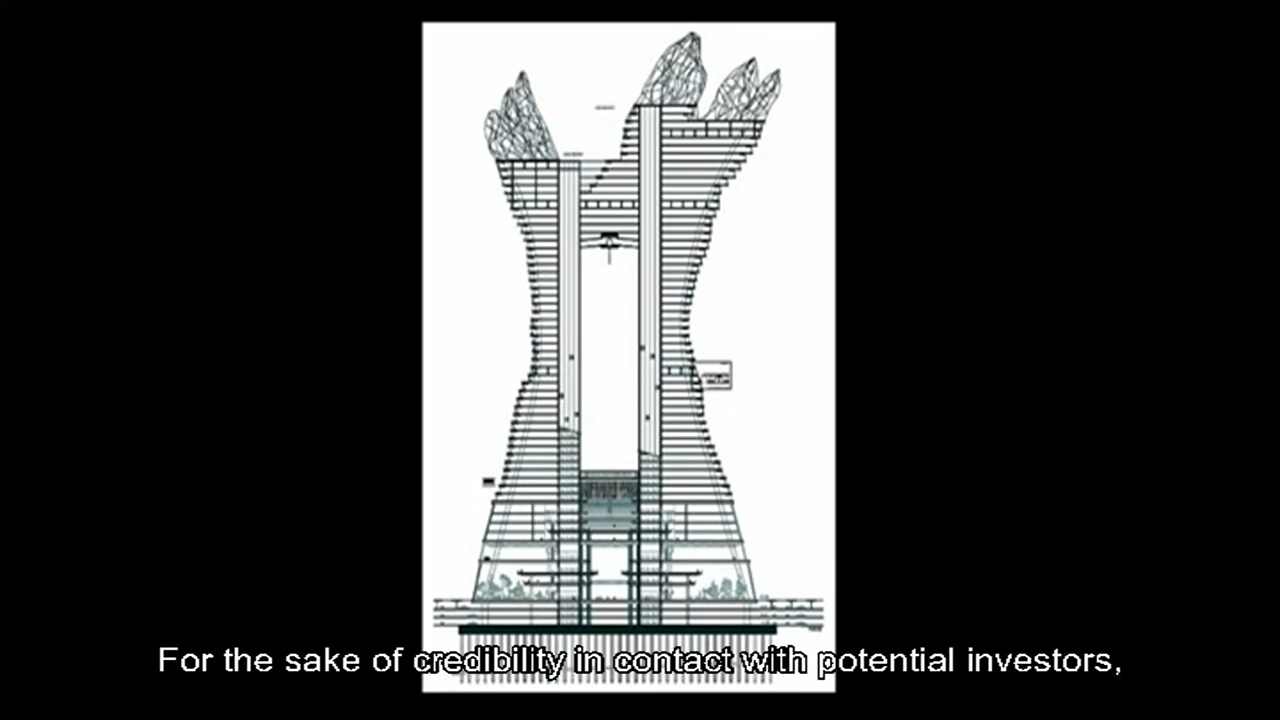 For the sake of credibility in contact with potential investors,